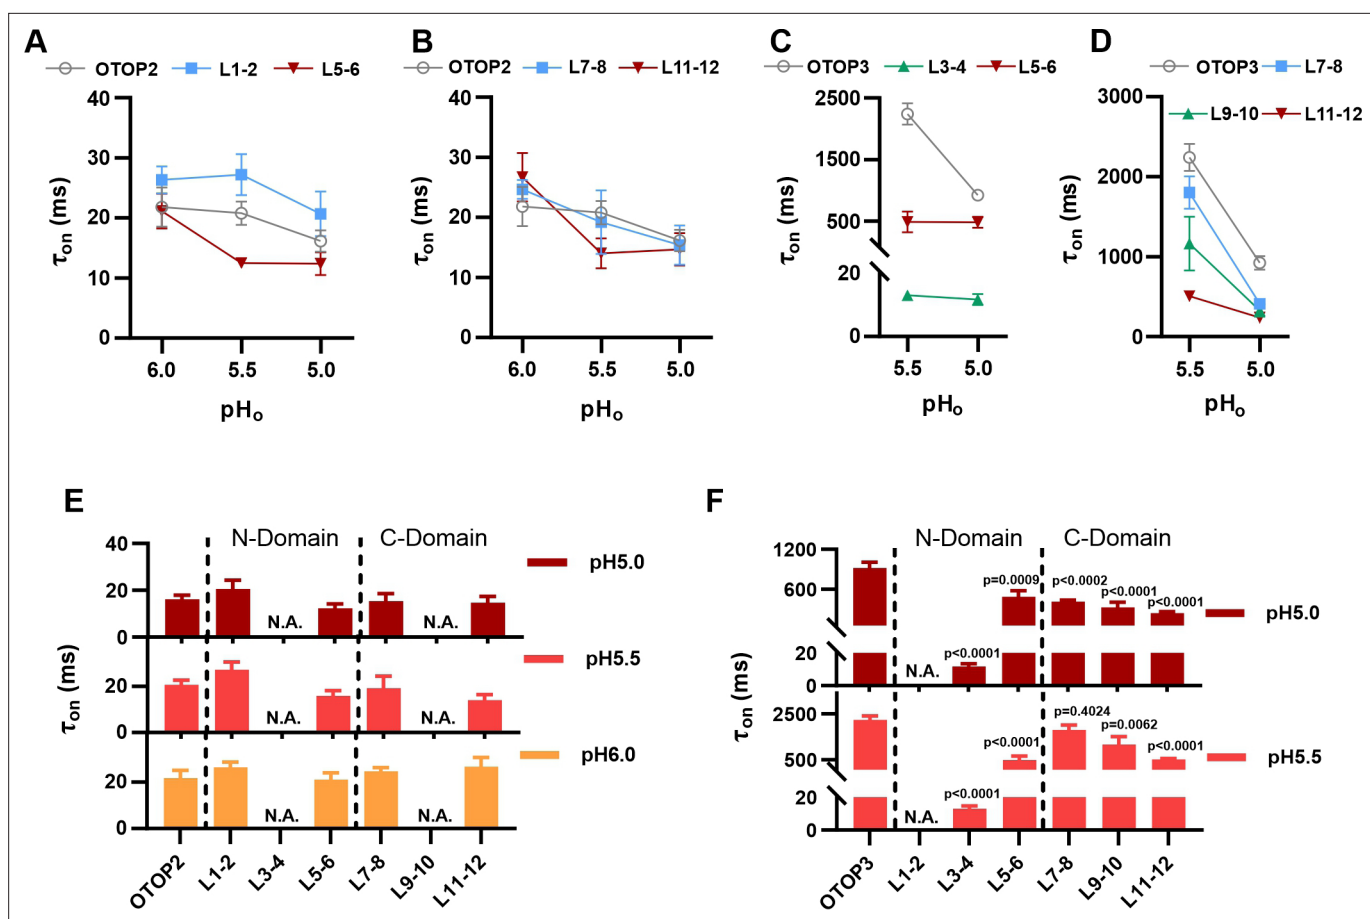 A
OTOP2 L1-2 L5-6
40
30
20
10
0
τon (ms)
6.0 5.5 5.0
pHo
B
OTOP2 L7-8 L11-12
40
30
20
10
0
τon (ms)
6.0 5.5 5.0
pHo
C
OTOP3 L3-4 L5-6
2500
1500
500
20
0
τon (ms)
5.5 5.0
pHo
D
OTOP3 L7-8
L9-10 L11-12
3000
2000
1000
0
τon (ms)
5.5 5.0
pHo
E
N-Domain C-Domain
40
20
0
N.A. N.A.
pH5.0
20
0
N.A. N.A.
pH5.5
20
0
N.A. N.A.
pH6.0
τon (ms)
OTOP2 L1-2 L3-4 L5-6 L7-8 L9-10 L11-12
F
N-Domain C-Domain
1200
600
20
0
N.A. p<0.0001 p=0.0009 p<0.0002 p<0.0001 p<0.0001
pH5.0
2500
500
20
0
N.A. p<0.0001 p<0.0001 p=0.4024 p=0.0062 p<0.0001
pH5.5
τon (ms)
OTOP3 L1-2 L3-4 L5-6 L7-8 L9-10 L11-12